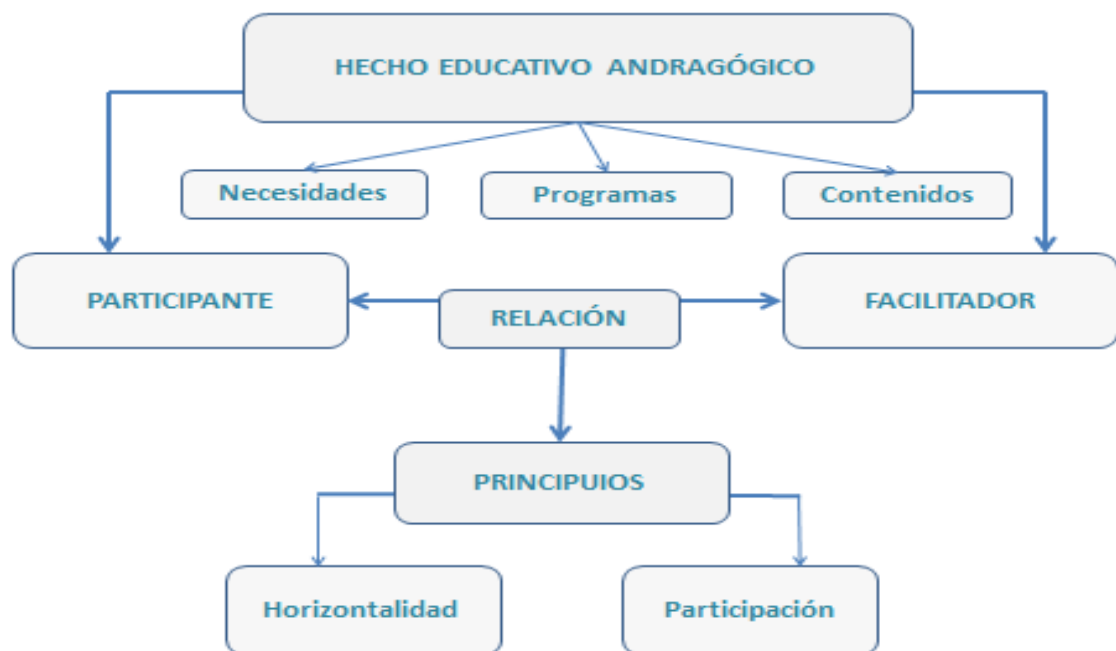 HECHO EDUCATIVO ANDRAGÓGICO
Necesidades
Programas
Contenidos
PARTICIPANTE
RELACIÓN
FACILITADOR
PRINCIPUIOS
Horizontalidad
Participación